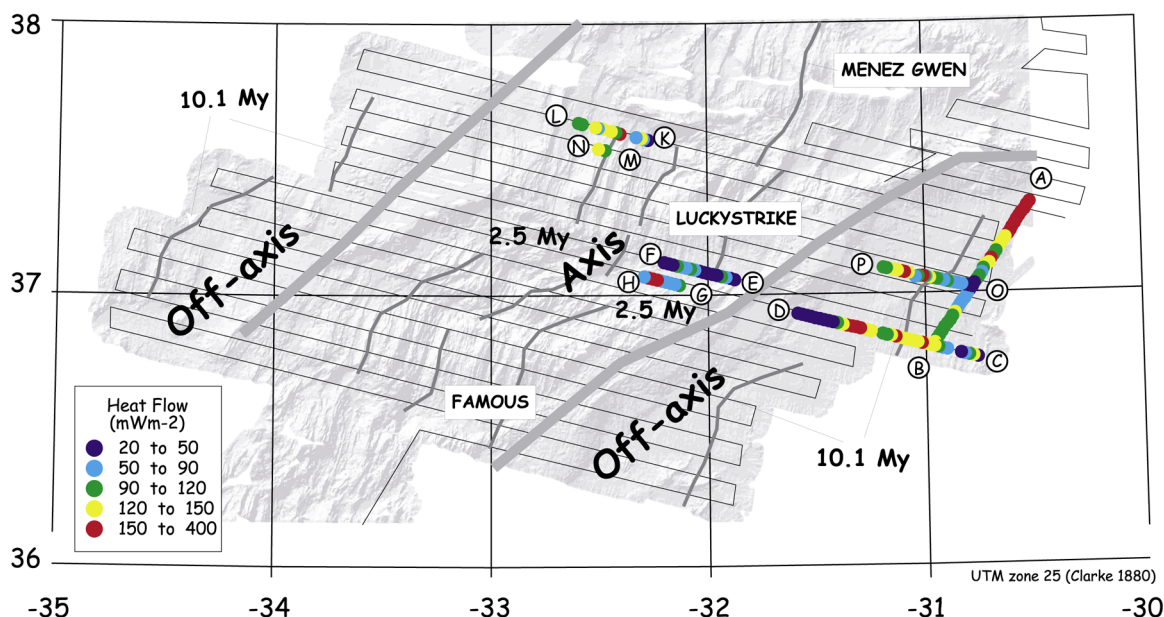 38
MENEZ GWEN
10.1 My
L
K
N
M
A
LUCKYSTRIKE
2.5 My
Axis
Off-axis
F
E
H
G
P
O
37
2.5 My
D
B
C
Off-axis
FAMOUS
10.1 My
Heat Flow
(mWm-2)
20 to 50
50 to 90
90 to 120
120 to 150
150 to 400
36
UTM zone 25 (Clarke 1880)
-35
-34
-33
-32
-31
-30